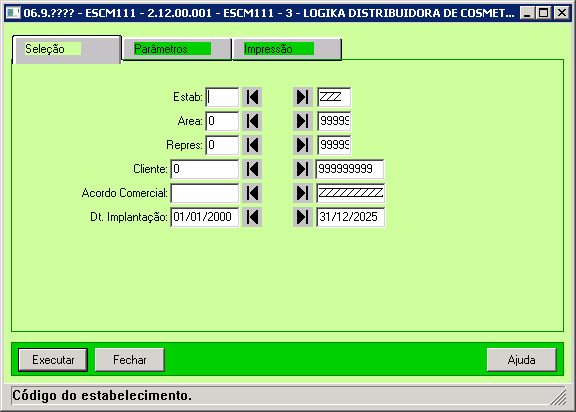 06.9.???? - ESCM111 - 2.12.00.001 - ESCM111 - 3 - LOGIKA DISTRIBUIDORA DE COSMET...
Seleção Parâmetros Impressão
Estab: ZZZ
Area: 0 99999
Repres: 0 99999
Cliente: 0 999999999
Acordo Comercial: ZZZZZZZZZZ
Dt. Implantação: 01/01/2000 31/12/2025
Executar Fechar Ajuda
Código do estabelecimento.